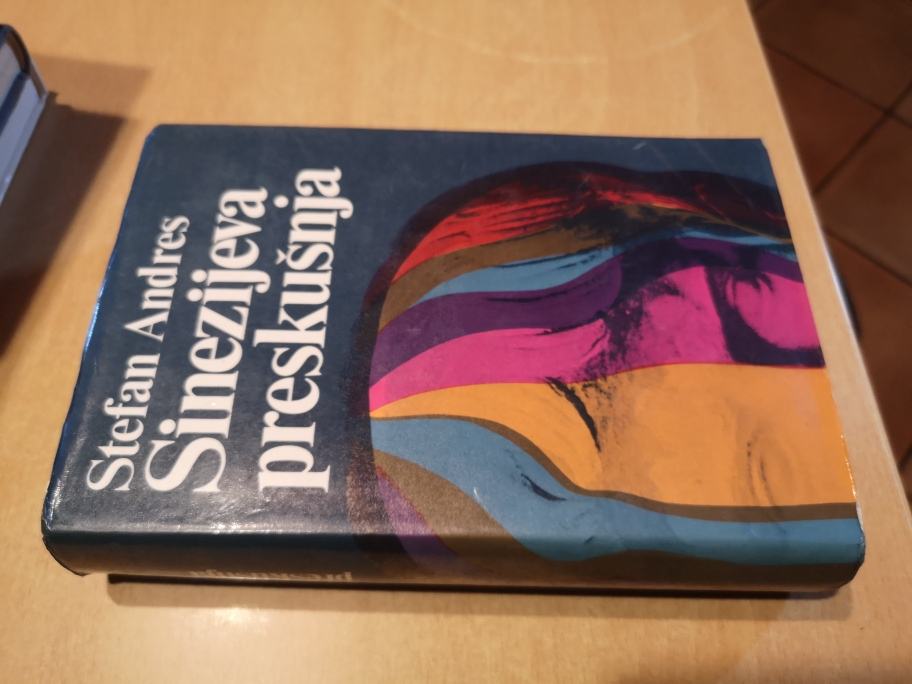 Stefan Andres
Sinezijeva
preskušnja